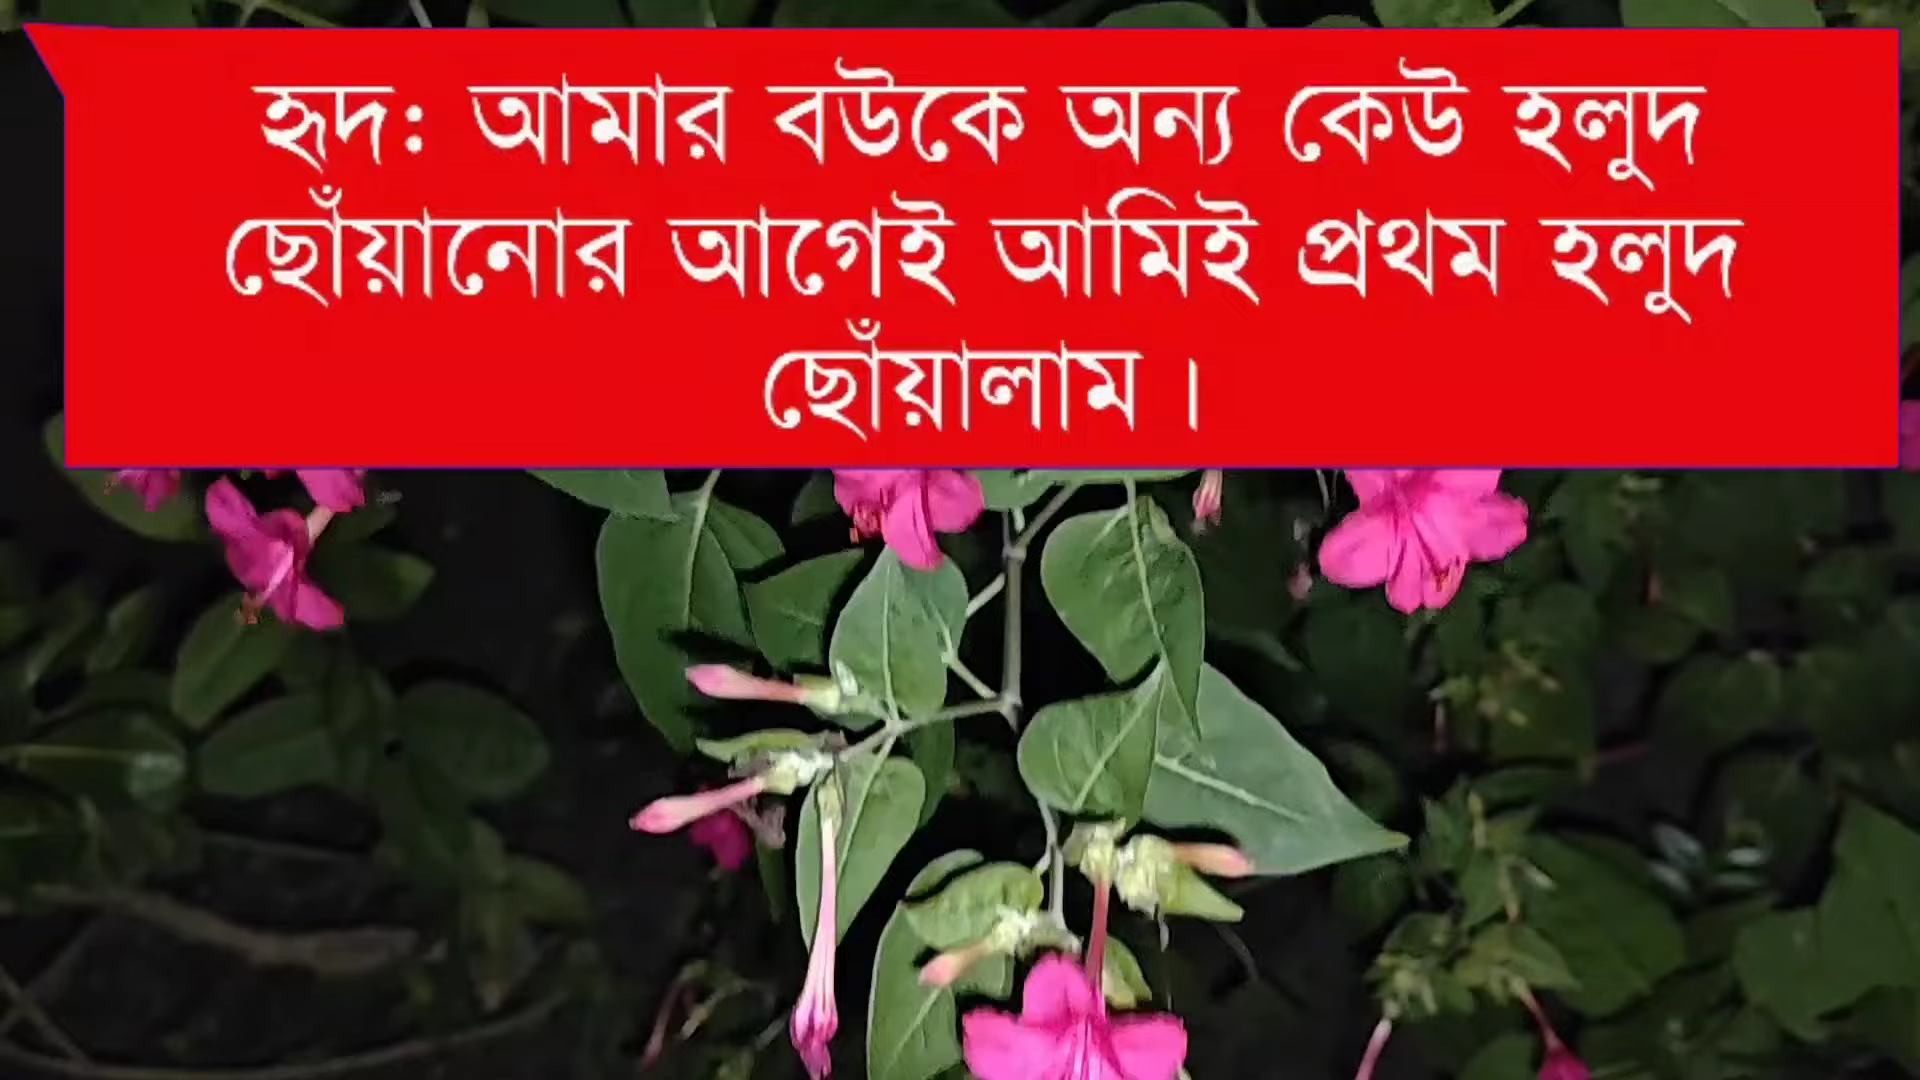 হৃদ: আমার বউকে অন্য কেউ হলুদ
ছোঁয়ানোর আগেই আমিই প্রথম হলুদ
ছোঁয়ালাম।